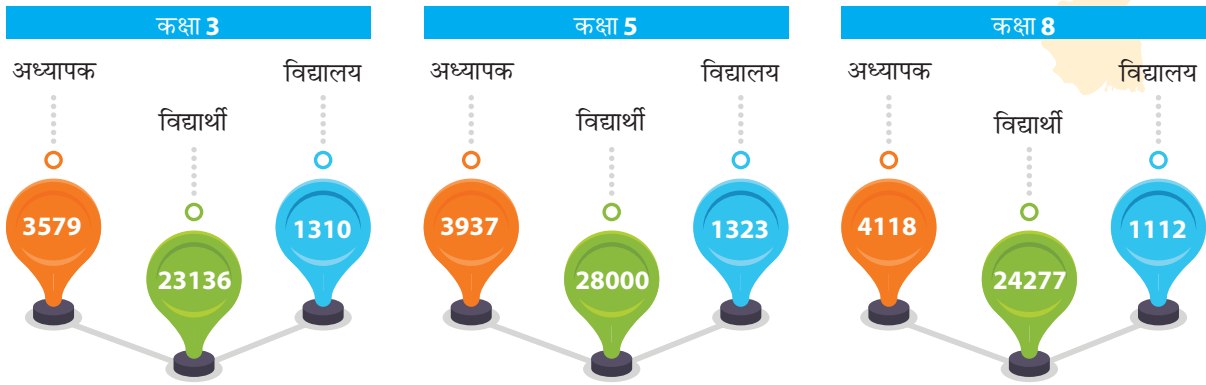 कक्षा 3
अध्यापक
विद्यार्थी
विद्यालय
3579
23136
1310
कक्षा 5
अध्यापक
विद्यार्थी
विद्यालय
3937
28000
1323
कक्षा 8
अध्यापक
विद्यार्थी
विद्यालय
4118
24277
1112